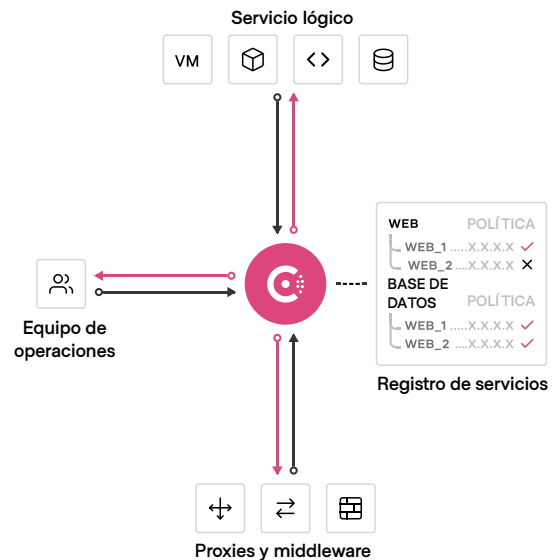 Servicio lógico
VM
WEB POLÍTICA
WEB_1 .....X.X.X.X
WEB_2 ....X.X.X.X
BASE DE
DATOS POLÍTICA
WEB_1 .....X.X.X.X
WEB_2 ....X.X.X.X
Registro de servicios
Equipo de
operaciones
Proxies y middleware